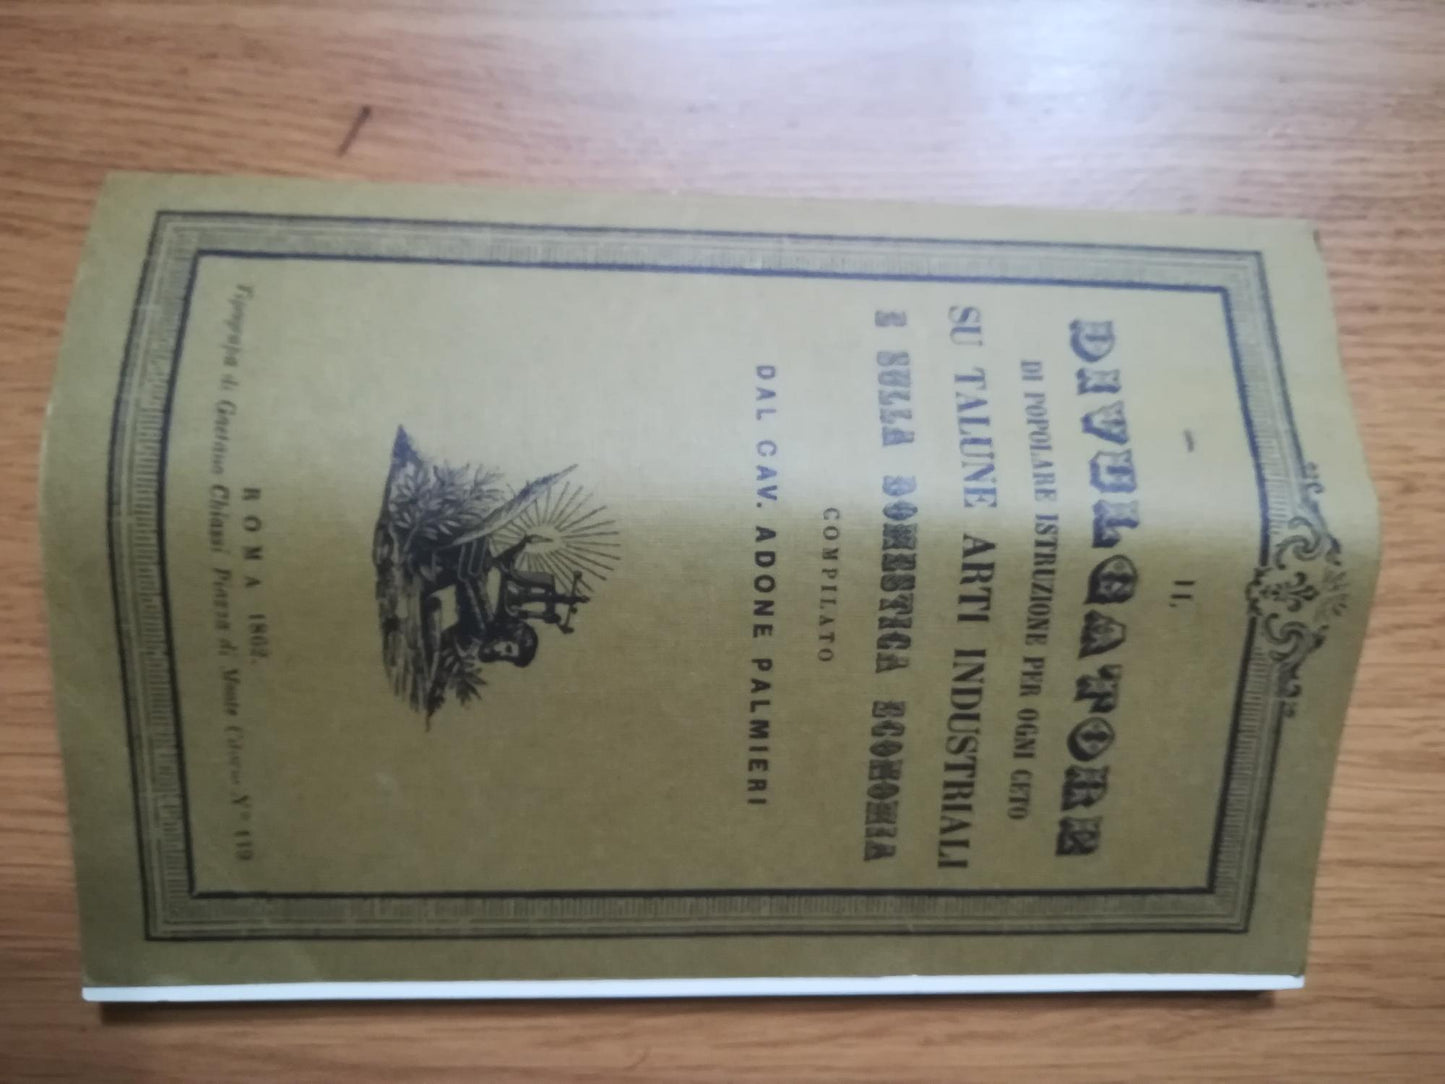 IL
DIVULGATORE
DI POPOLARE ISTRUZIONE PER OGNI CETO
SU TALUNE ARTI INDUSTRIALI
E SULLA DOMESTICA ECONOMIA
COMPILATO
DAL CAV. ADONE PALMIERI
ROMA 1862.
Tipografia di Gaetano Chiassi Piazza di Monte Citorio N° 119